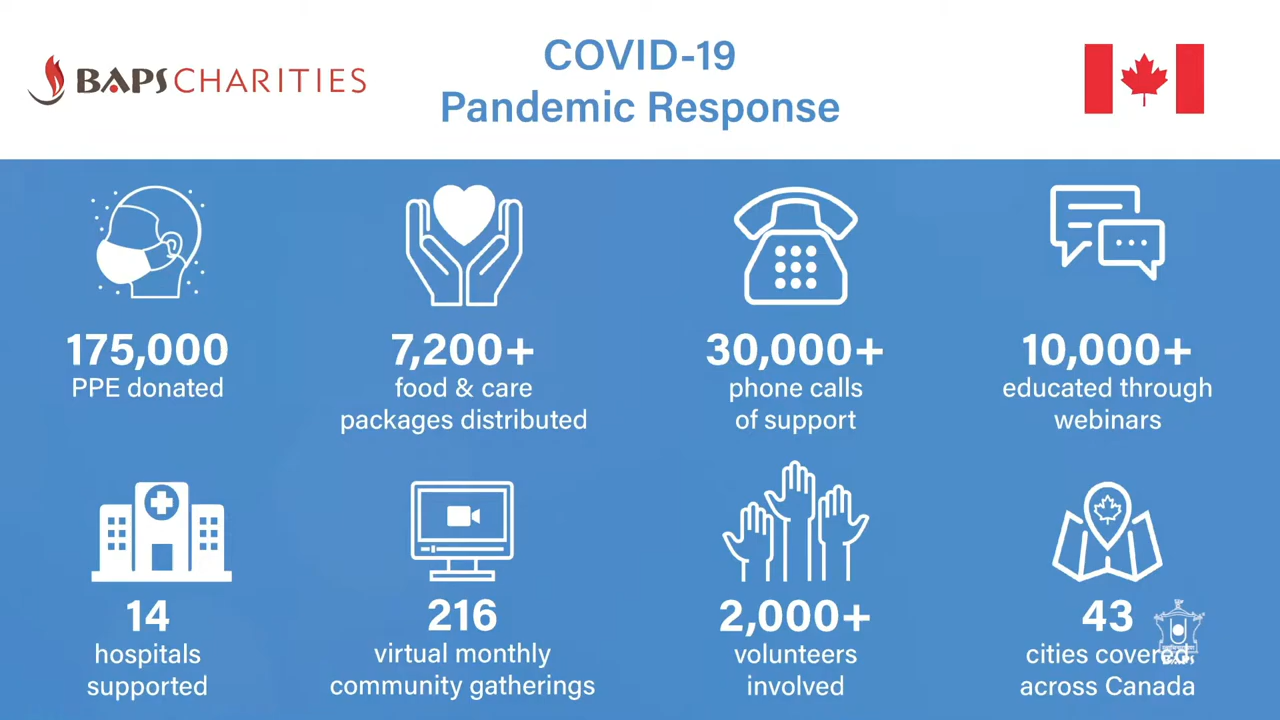 BAPS CHARITIES
COVID-19
Pandemic Response
175,000
PPE donated
7,200+
food & care
packages distributed
30,000+
phone calls
of support
10,000+
educated through
webinars
14
hospitals
supported
216
virtual monthly
community gatherings
2,000+
volunteers
involved
43
cities covered
across Canada
BAPS